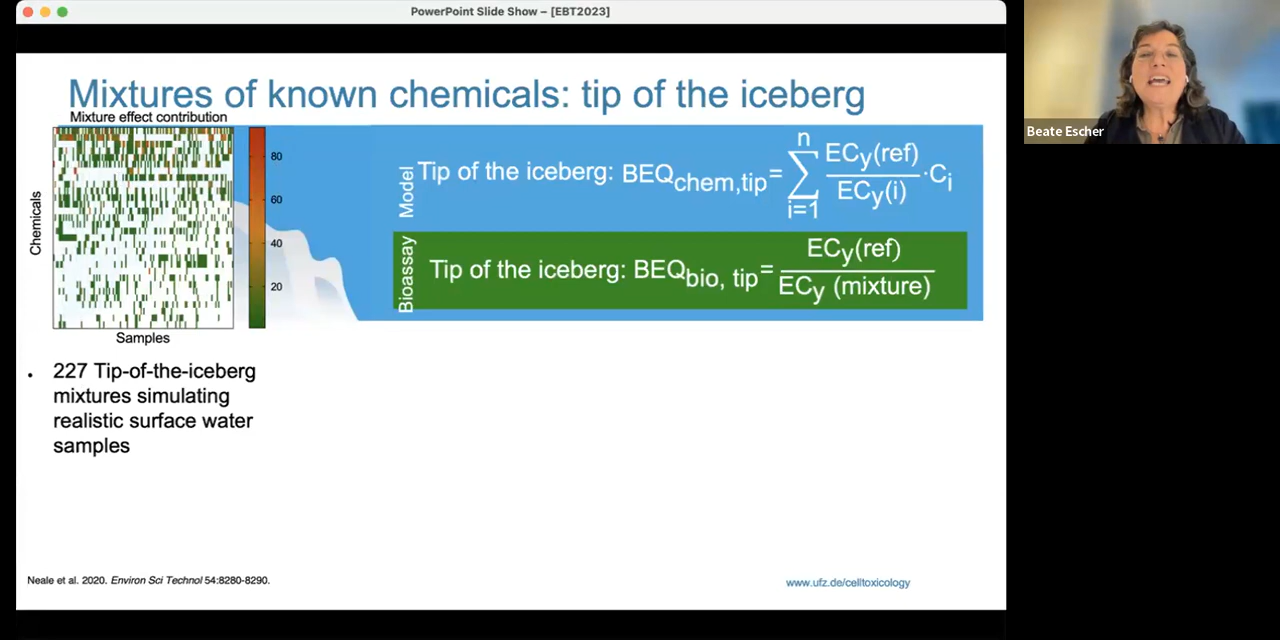 PowerPoint Slide Show – [EBT2023]
Beate Escher
Mixtures of known chemicals: tip of the iceberg
Mixture effect contribution
Chemicals
Samples
80
60
40
20
Model
Tip of the iceberg: BEQchem,tip= n ∑ i=1 ECy(ref) / ECy(i) ·Ci
Bioassay
Tip of the iceberg: BEQbio, tip= ECy(ref) / ECy (mixture)
• 227 Tip-of-the-iceberg
mixtures simulating
realistic surface water
samples
Neale et al. 2020. Environ Sci Technol 54:8280-8290.
www.ufz.de/celltoxicology